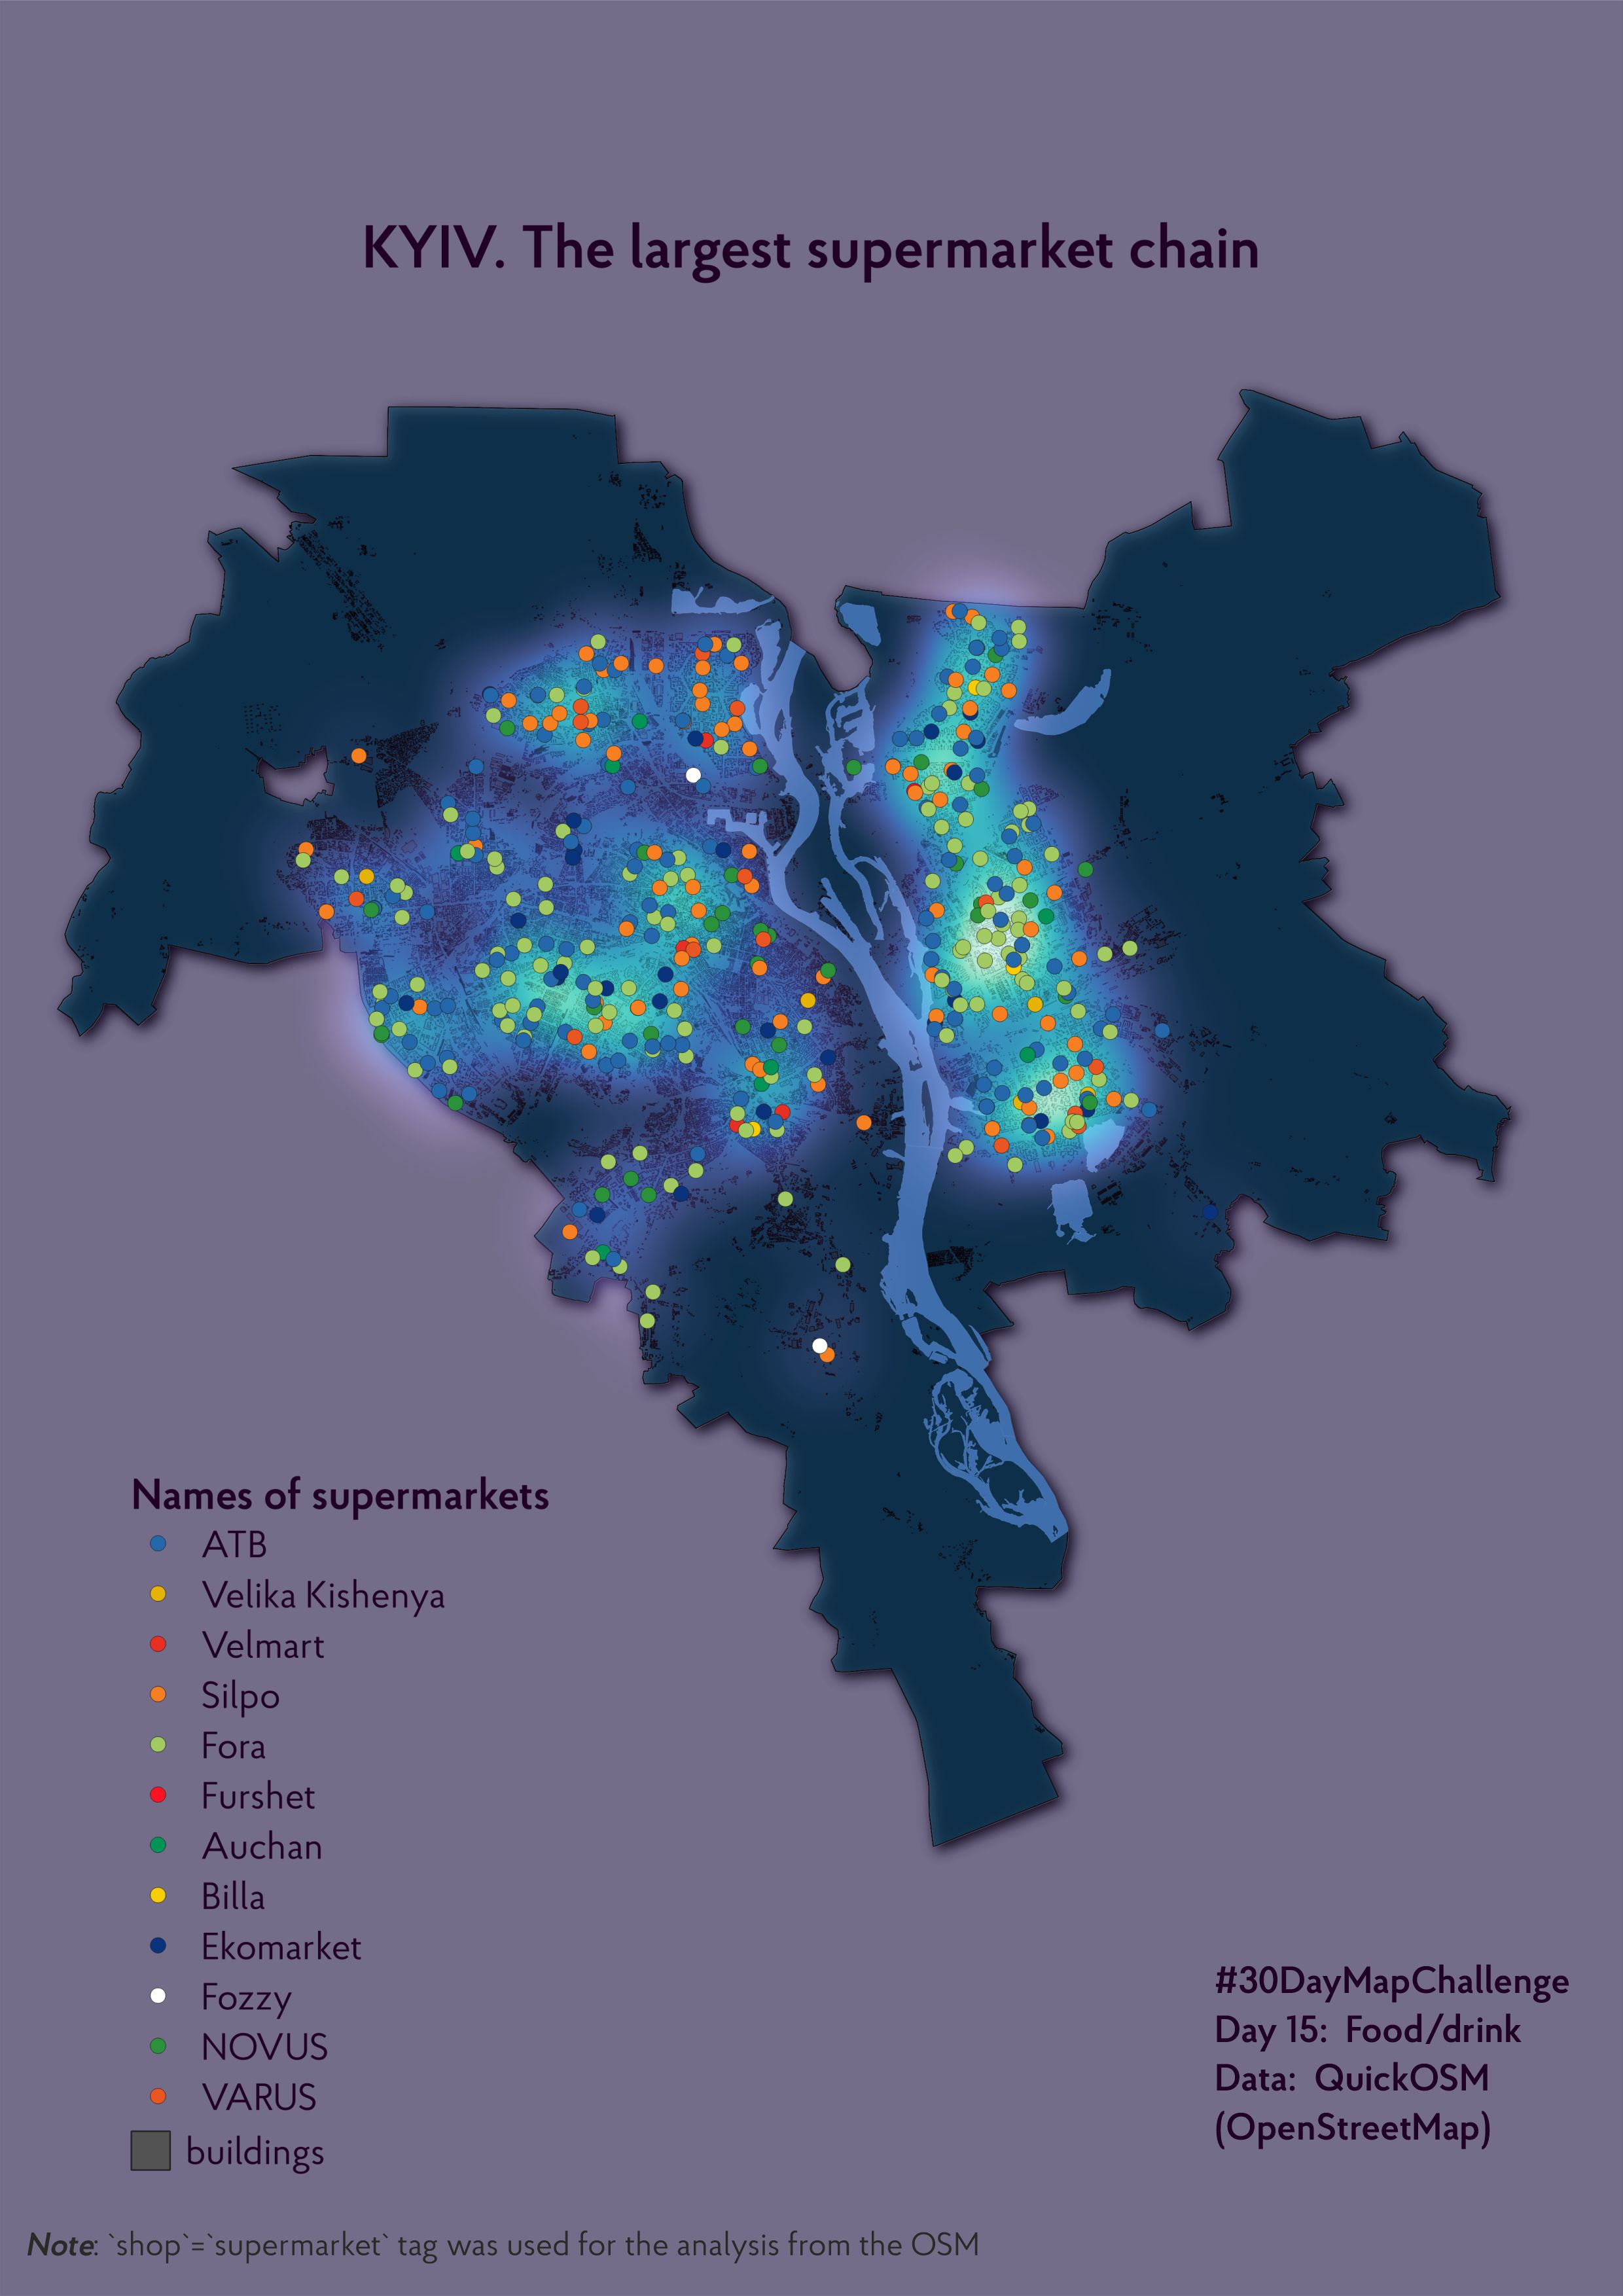 KYIV. The largest supermarket chain
Names of supermarkets
ATB
Velika Kishenya
Velmart
Silpo
Fora
Furshet
Auchan
Billa
Ekomarket
Fozzy
NOVUS
VARUS
buildings
#30DayMapChallenge
Day 15: Food/drink
Data: QuickOSM
(OpenStreetMap)
Note: `shop`=`supermarket` tag was used for the analysis from the OSM